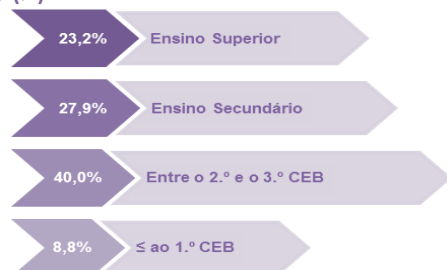 23,2% Ensino Superior
27,9% Ensino Secundário
40,0% Entre o 2.º e o 3.º CEB
8,8% ≤ ao 1.º CEB